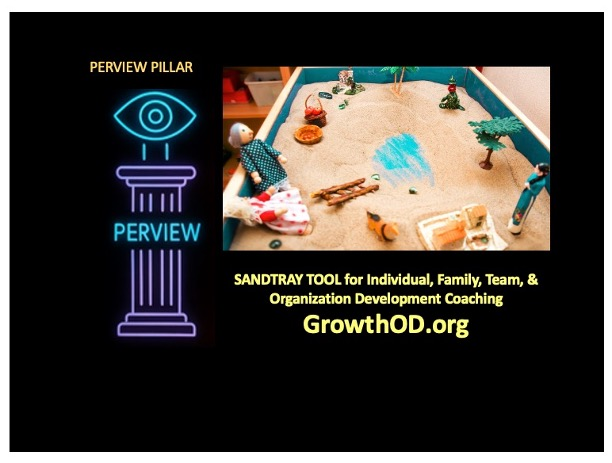 PERVIEW PILLAR
PERVIEW
SANDTRAY TOOL for Individual, Family, Team, &
Organization Development Coaching
GrowthOD.org